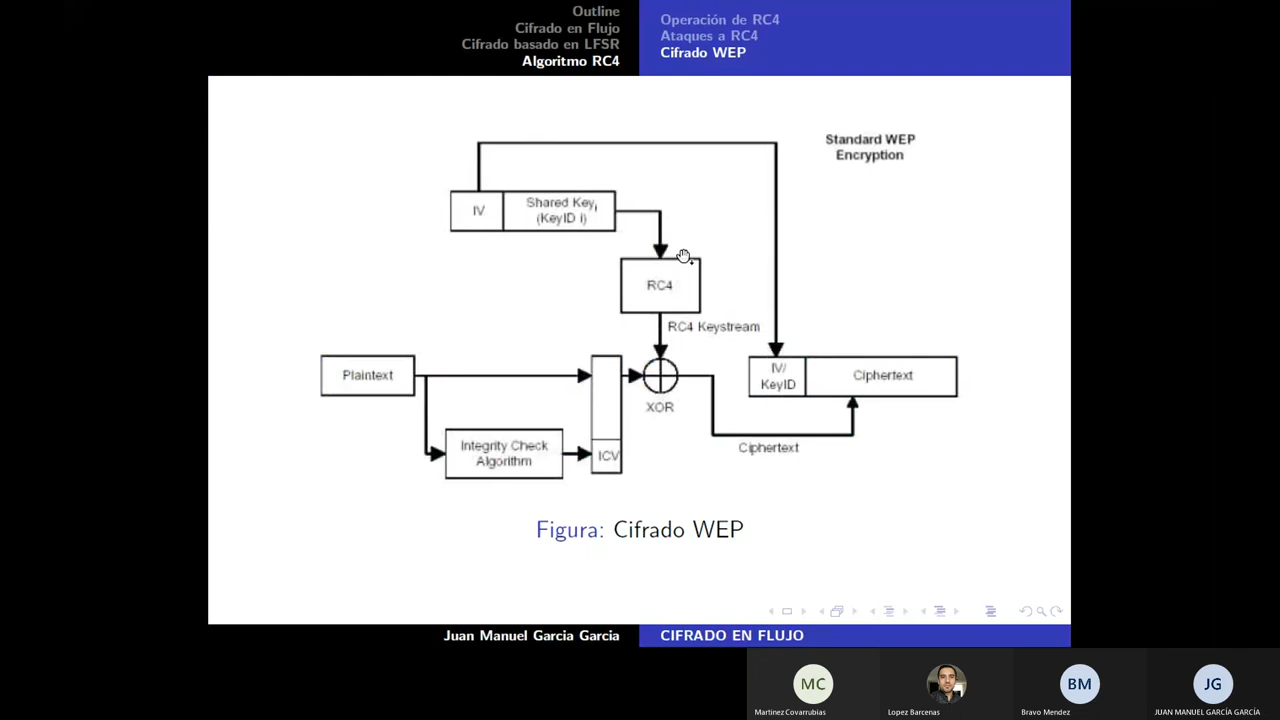 Outline
Cifrado en Flujo
Cifrado basado en LFSR
Algoritmo RC4
Operación de RC4
Ataques a RC4
Cifrado WEP
Standard WEP
Encryption
IV
Shared Keyi
(KeyID i)
RC4
RC4 Keystream
Plaintext
IV/
KeyID
Ciphertext
XOR
Integrity Check
Algorithm
ICV
Ciphertext
Figura: Cifrado WEP
Juan Manuel Garcia Garcia
CIFRADO EN FLUJO
MC
BM
JG
Martinez Covarrubias
Lopez Barcenas
Bravo Mendez
JUAN MANUEL GARCÍA GARCÍA